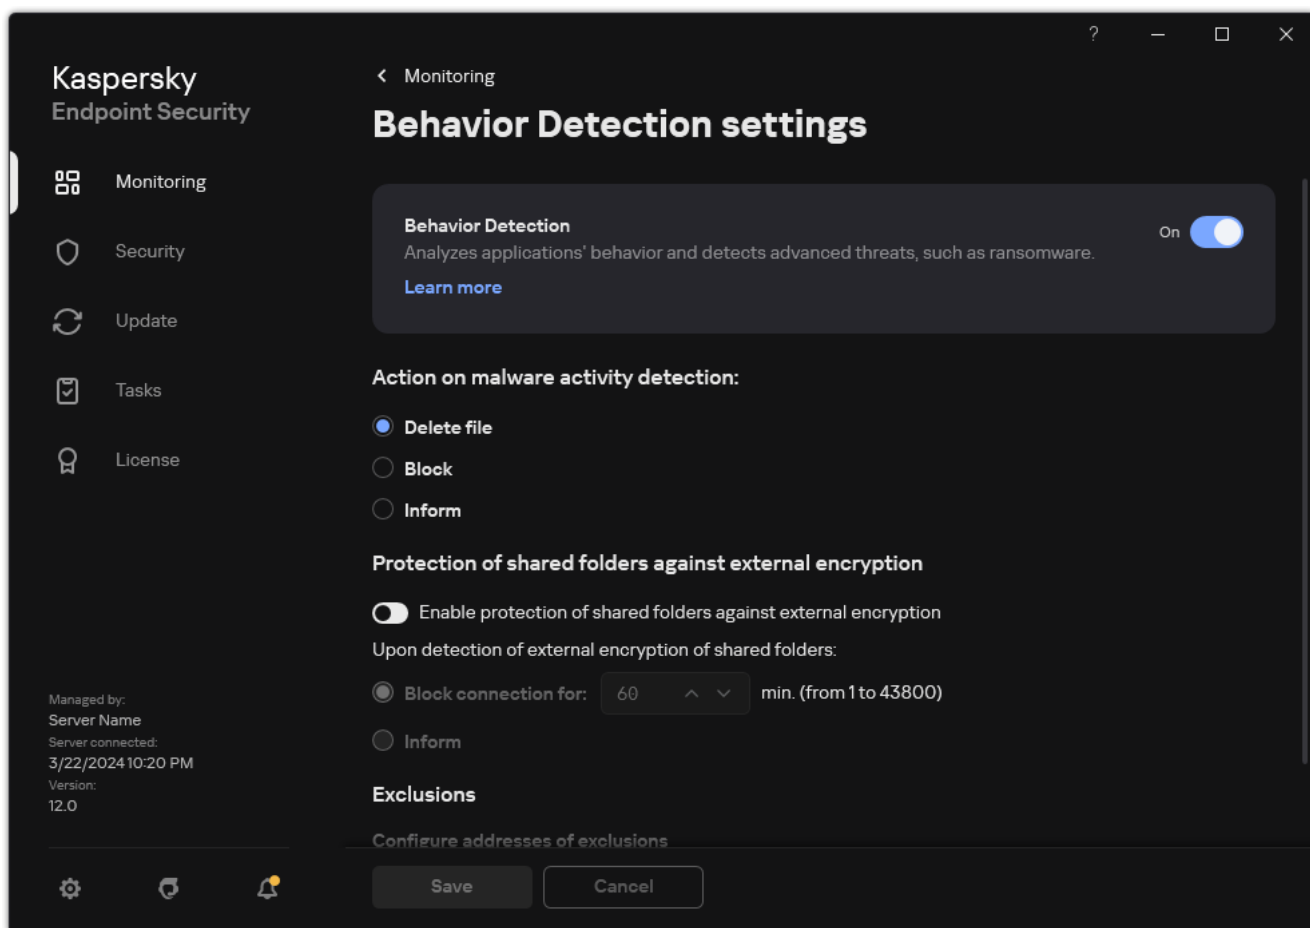 ?
Kaspersky
Endpoint Security
Monitoring
Security
Update
Tasks
License
Managed by:
Server Name
Server connected:
3/22/2024 10:20 PM
Version:
12.0
Monitoring
Behavior Detection settings
Behavior Detection
On
Analyzes applications' behavior and detects advanced threats, such as ransomware.
Learn more
Action on malware activity detection:
Delete file
Block
Inform
Protection of shared folders against external encryption
Enable protection of shared folders against external encryption
Upon detection of external encryption of shared folders:
Block connection for: 60 min. (from 1 to 43800)
Inform
Exclusions
Configure addresses of exclusions
Save Cancel